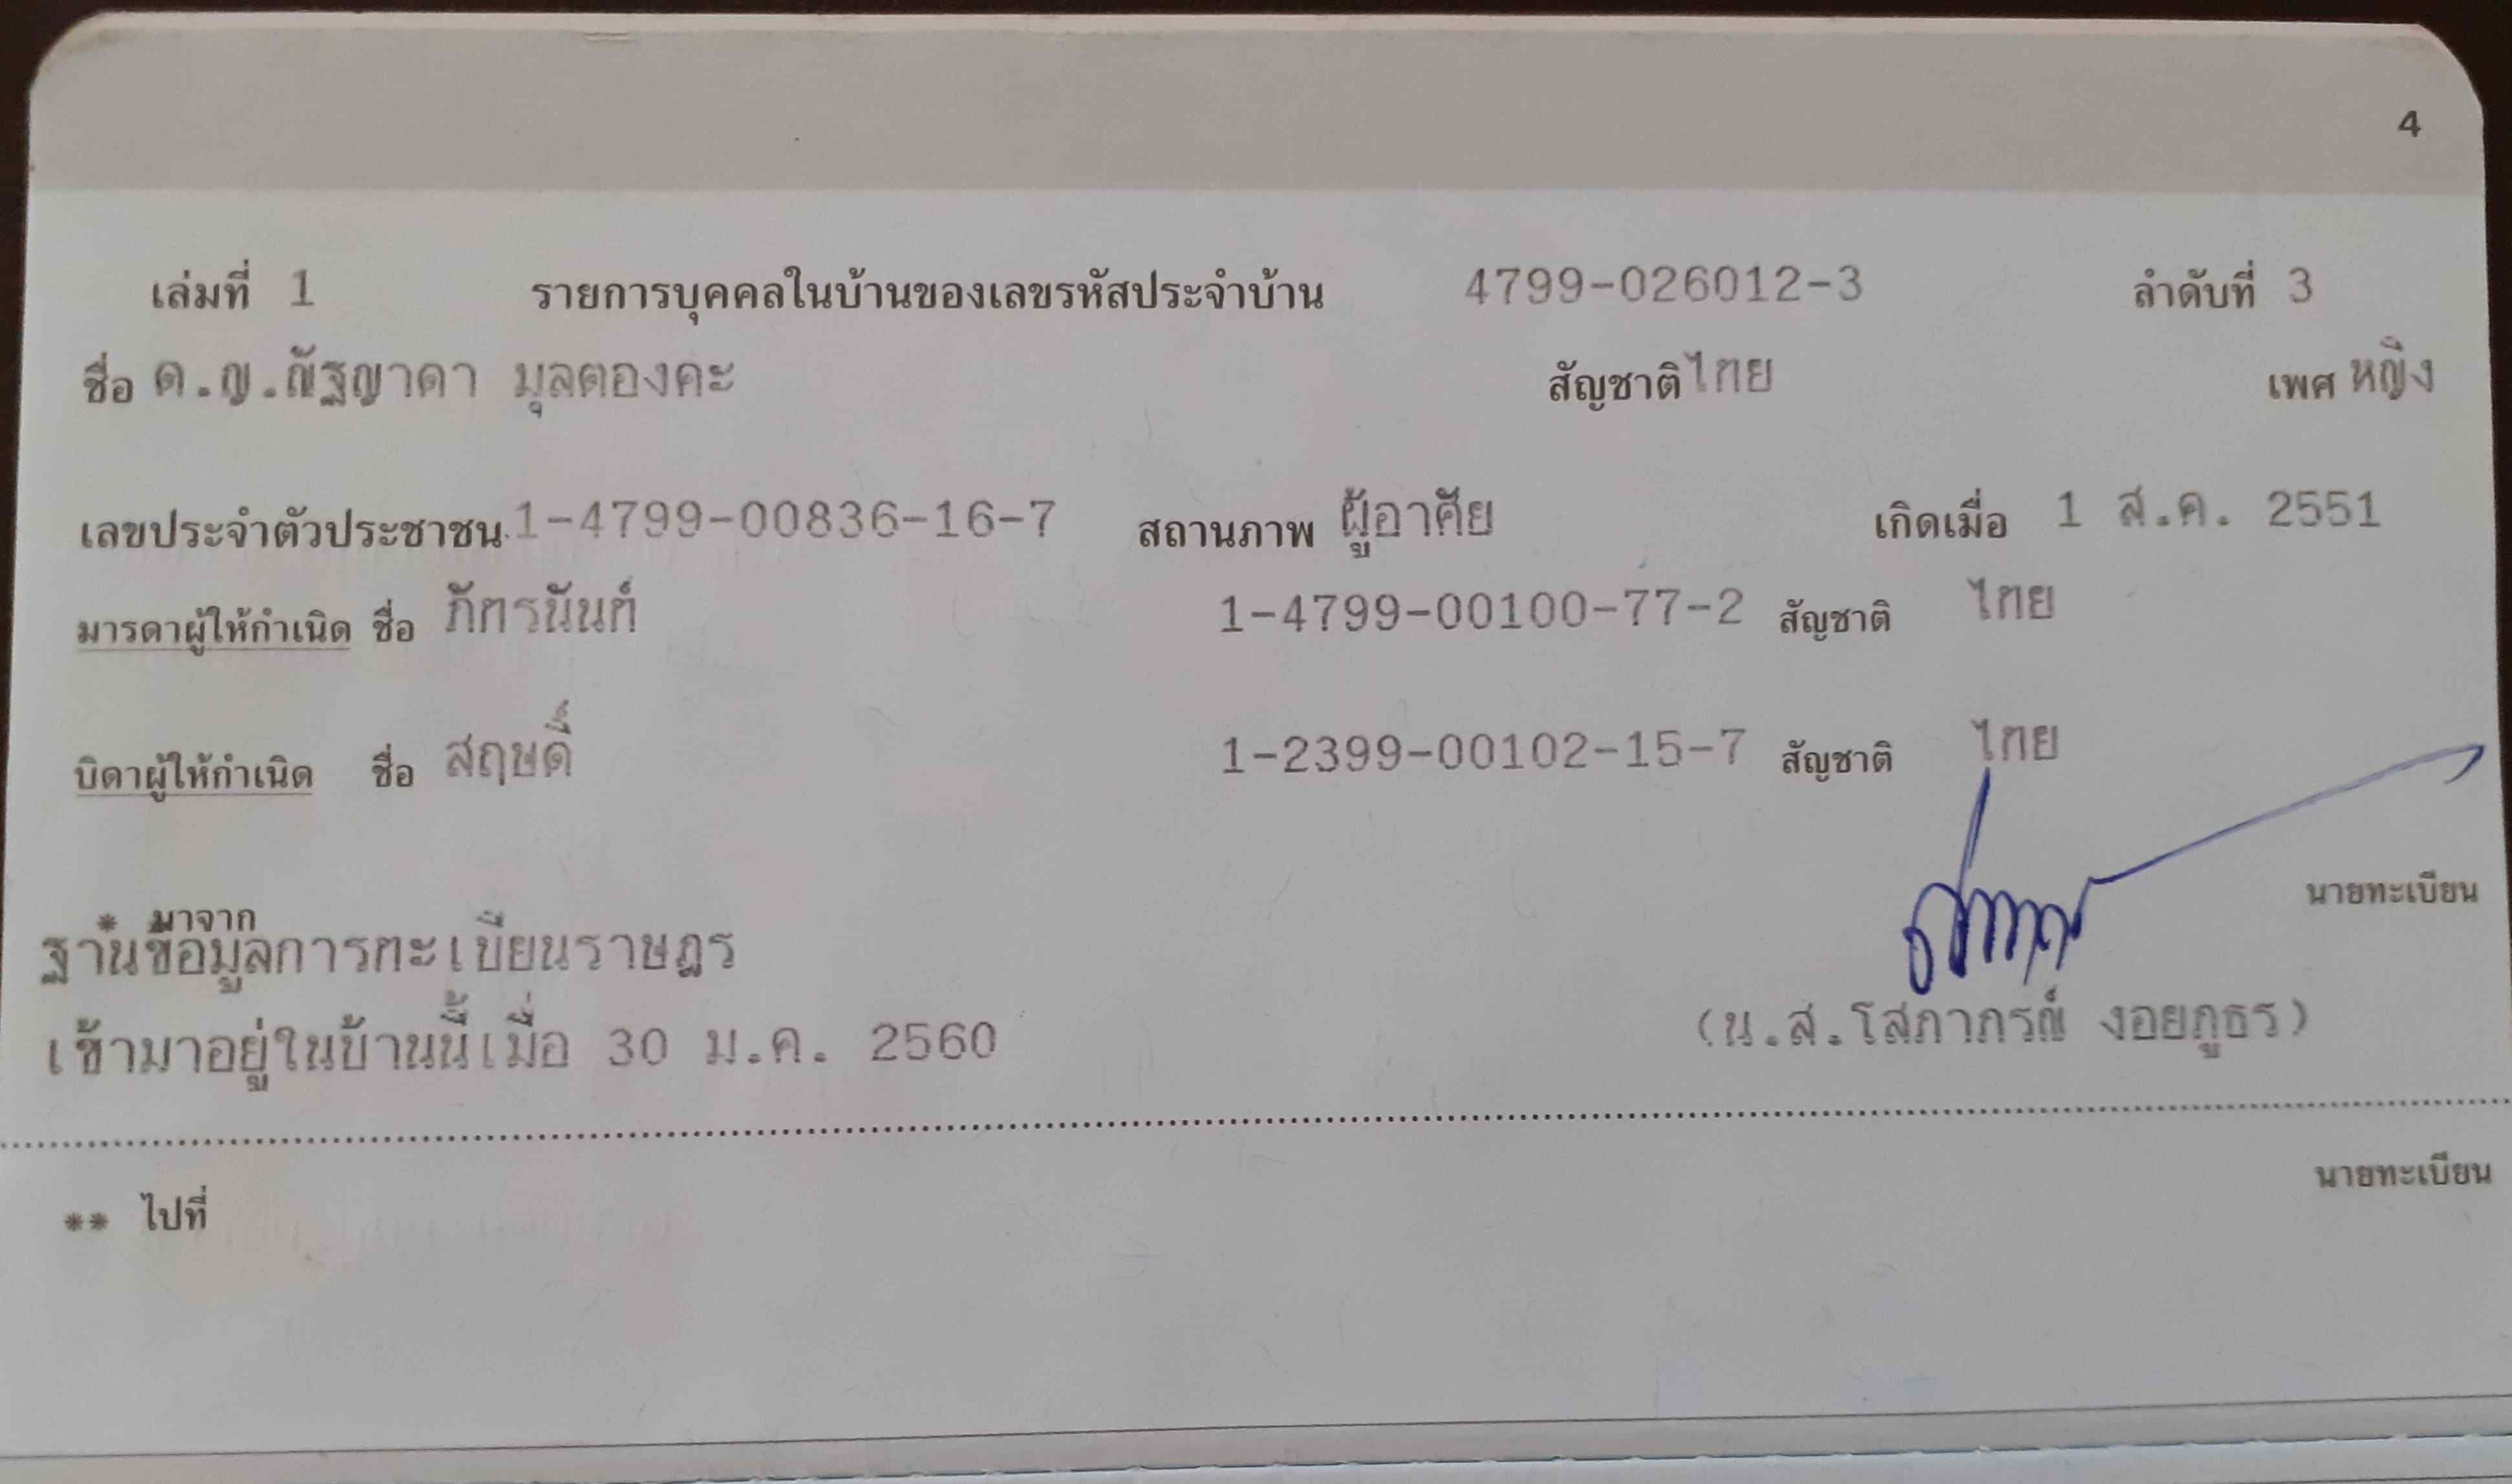 4
เล่มที่ 1 รายการบุคคลในบ้านของเลขรหัสประจำบ้าน 4799-026012-3 ลำดับที่ 3
ชื่อ ด.ญ.ณัฐญาดา มุลตองคะ สัญชาติ ไทย เพศ หญิง
เลขประจำตัวประชาชน 1-4799-00836-16-7 สถานภาพ ผู้อาศัย เกิดเมื่อ 1 ส.ค. 2551
มารดาผู้ให้กำเนิด ชื่อ ภัทรนันท์ 1-4799-00100-77-2 สัญชาติ ไทย
บิดาผู้ให้กำเนิด ชื่อ สฤษดิ์ 1-2399-00102-15-7 สัญชาติ ไทย
นายทะเบียน
* มาจาก
ฐานข้อมูลการทะเบียนราษฎร
เข้ามาอยู่ในบ้านนี้เมื่อ 30 ม.ค. 2560 (น.ส.โสภาภรณ์ งอยภูธร)
** ไปที่ นายทะเบียน